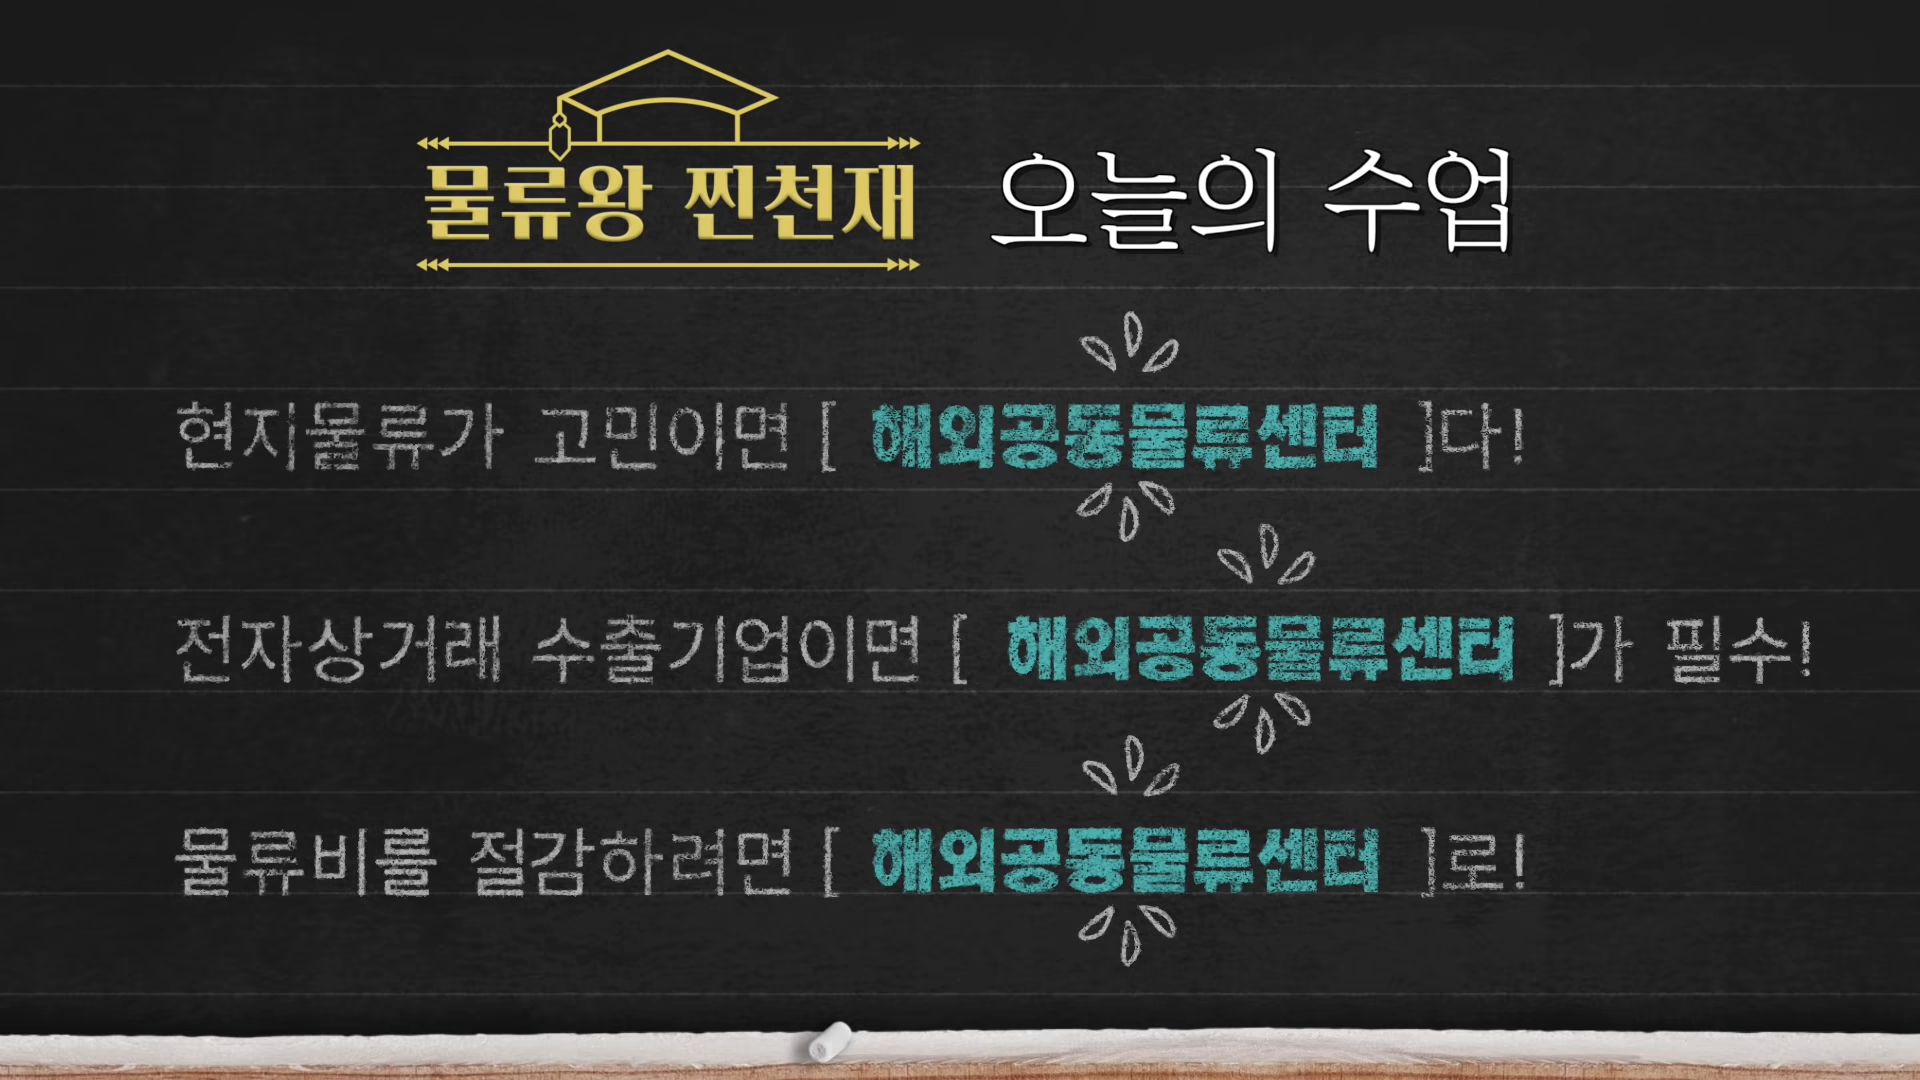 물류왕 찐천재 오늘의 수업
현지물류가 고민이면 [ 해외공동물류센터 ]다!
전자상거래 수출기업이면 [ 해외공동물류센터 ]가 필수!
물류비를 절감하려면 [ 해외공동물류센터 ]로!